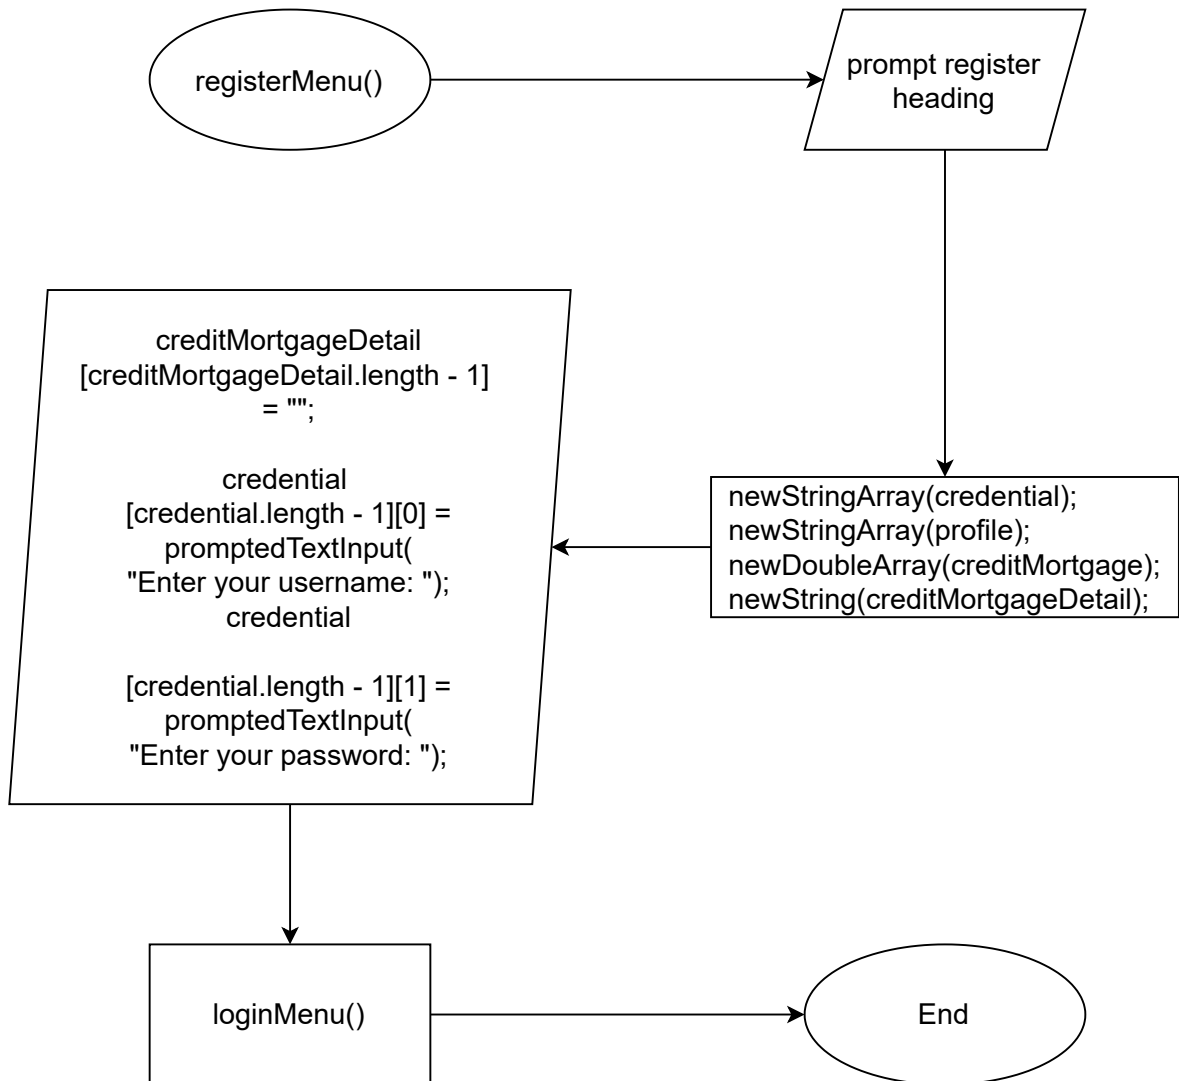 registerMenu()
prompt register
heading
newStringArray(credential);
newStringArray(profile);
newDoubleArray(creditMortgage);
newString(creditMortgageDetail);
creditMortgageDetail
[creditMortgageDetail.length - 1]
= "";
credential
[credential.length - 1][0] =
promptedTextInput(
"Enter your username: ");
credential
[credential.length - 1][1] =
promptedTextInput(
"Enter your password: ");
loginMenu()
End